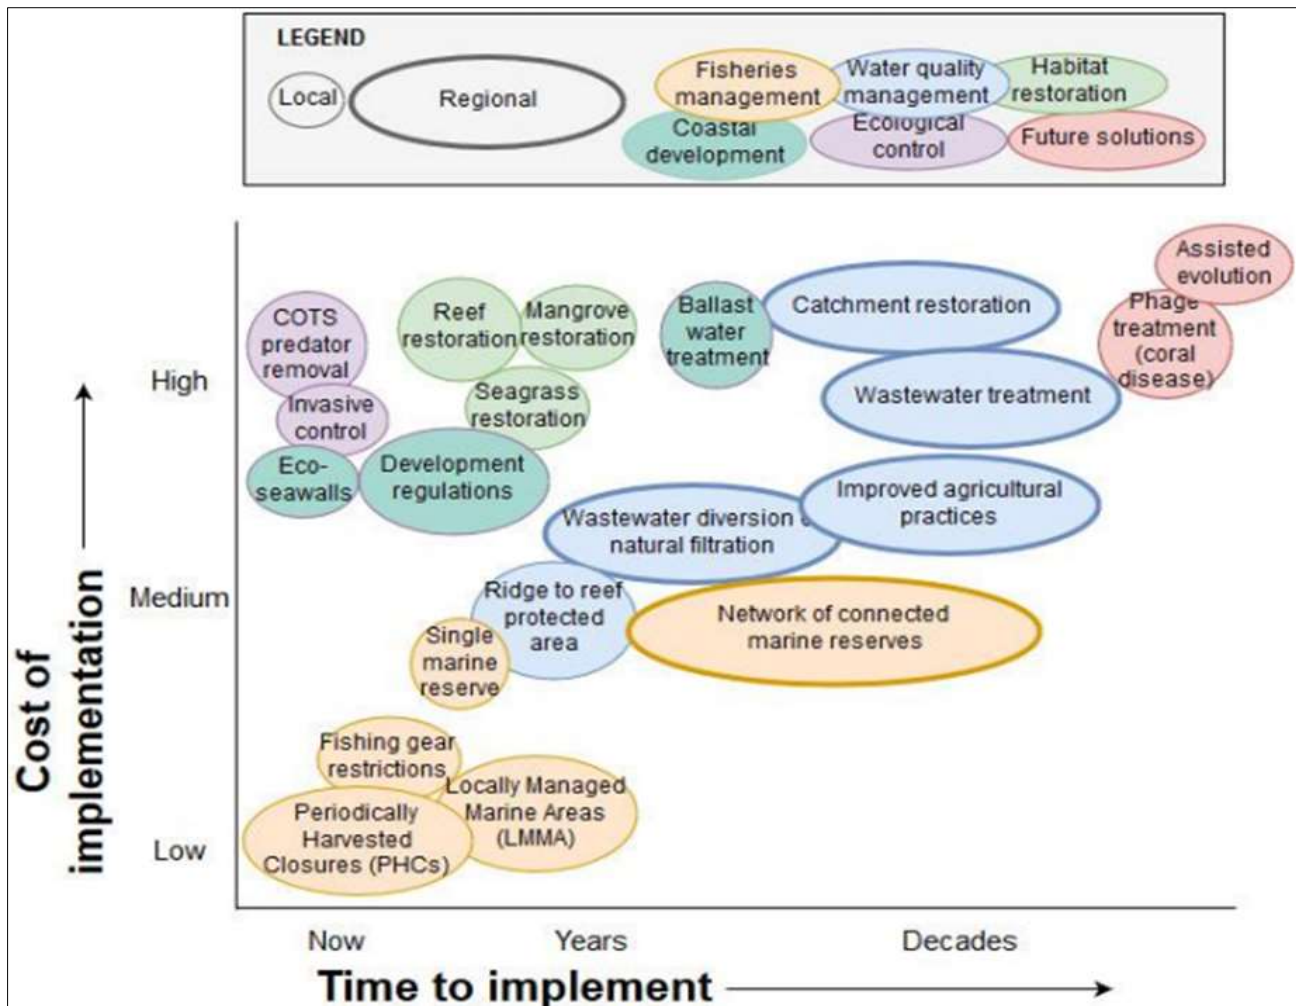 LEGEND
Local
Regional
Fisheries
management
Water quality
management
Habitat
restoration
Coastal
development
Ecological
control
Future solutions
Assisted
evolution
Phage
treatment
(coral
disease)
Catchment restoration
Ballast
water
treatment
Wastewater treatment
COTS
predator
removal
Reef
restoration
Mangrove
restoration
Invasive
control
Seagrass
restoration
Eco-
seawalls
Development
regulations
Improved agricultural
practices
Wastewater diversion
natural filtration
Ridge to reef
protected
area
Network of connected
marine reserves
Single
marine
reserve
Fishing gear
restrictions
Locally Managed
Marine Areas
(LMMA)
Periodically
Harvested
Closures (PHCs)
High
Medium
Low
Cost of
implementation
Now
Years
Decades
Time to implement